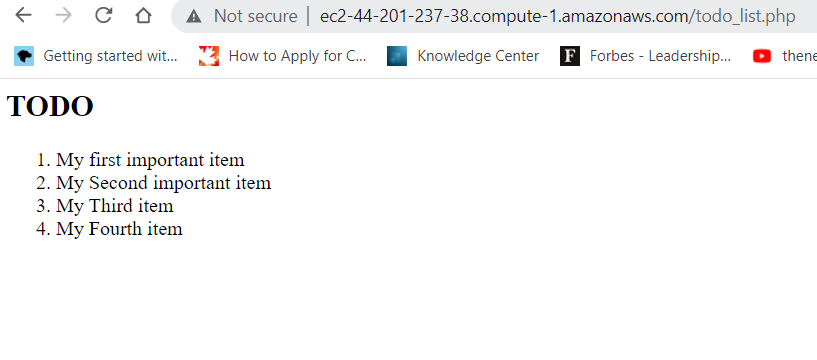 Not secure | ec2-44-201-237-38.compute-1.amazonaws.com/todo_list.php
Getting started wit... How to Apply for C... Knowledge Center F Forbes - Leadership... thene
TODO
1. My first important item
2. My Second important item
3. My Third item
4. My Fourth item